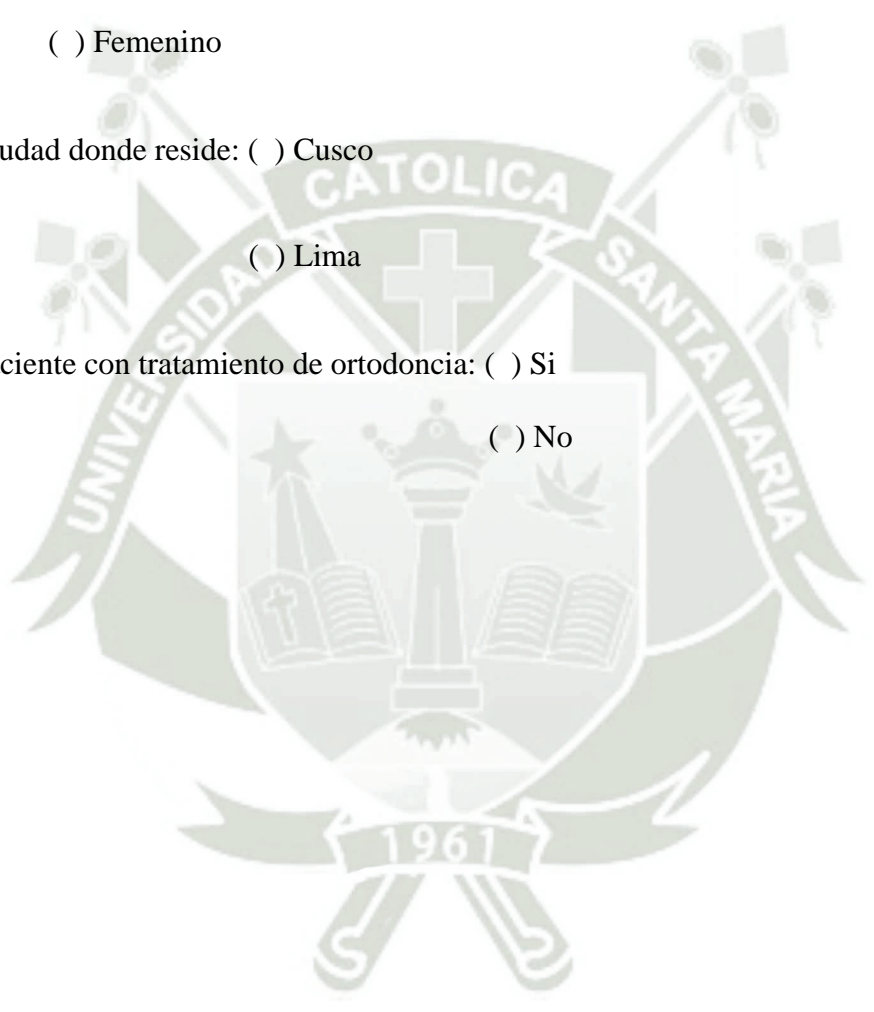 ( ) Femenino
udad donde reside: ( ) Cusco
( ) Lima
ciente con tratamiento de ortodoncia: ( ) Si
( ) No
UNIVERSIDAD CATOLICA SANTA MARIA
1961